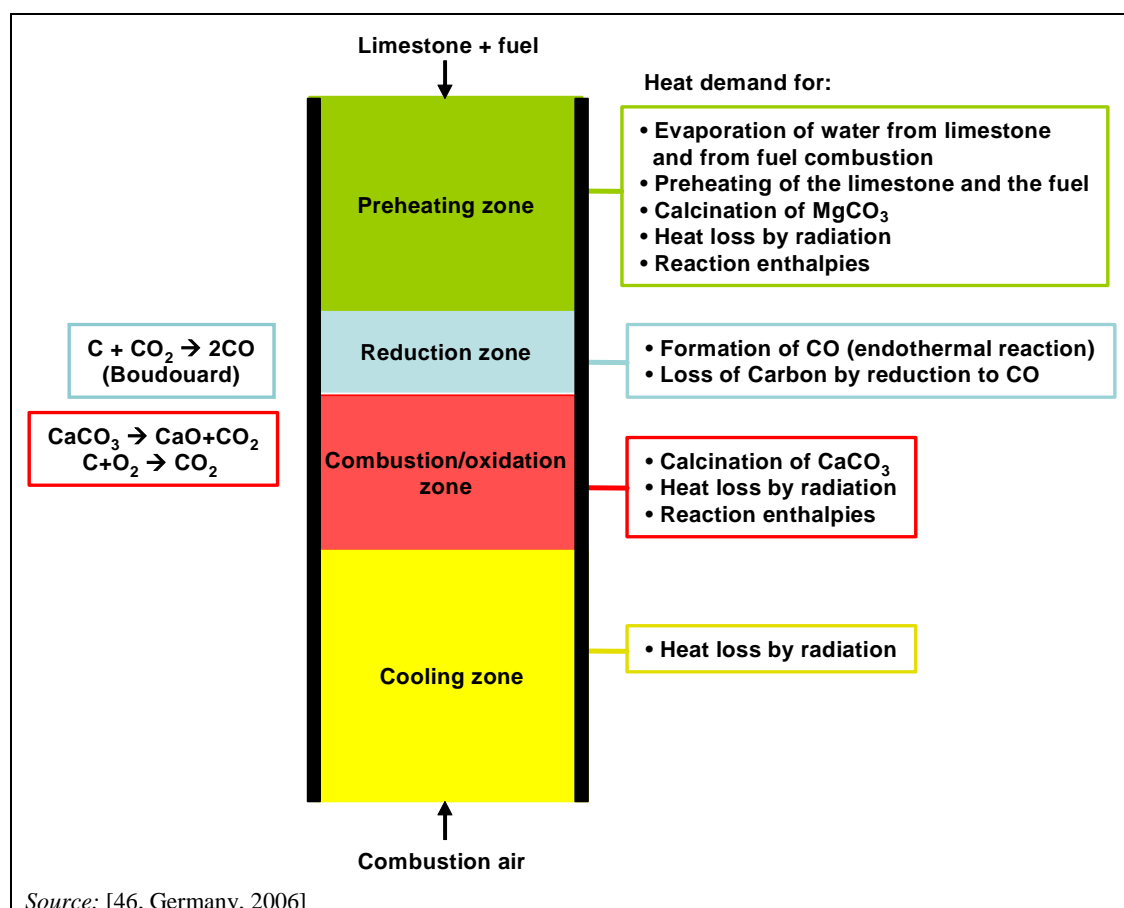 Limestone + fuel
Heat demand for:
• Evaporation of water from limestone
and from fuel combustion
• Preheating of the limestone and the fuel
• Calcination of MgCO₃
• Heat loss by radiation
• Reaction enthalpies
Preheating zone
C + CO₂ → 2CO
(Boudouard)
Reduction zone
• Formation of CO (endothermal reaction)
• Loss of Carbon by reduction to CO
CaCO₃ → CaO+CO₂
C+O₂ → CO₂
Combustion/oxidation
zone
• Calcination of CaCO₃
• Heat loss by radiation
• Reaction enthalpies
Cooling zone
• Heat loss by radiation
Combustion air
Source: [46, Germany, 2006]